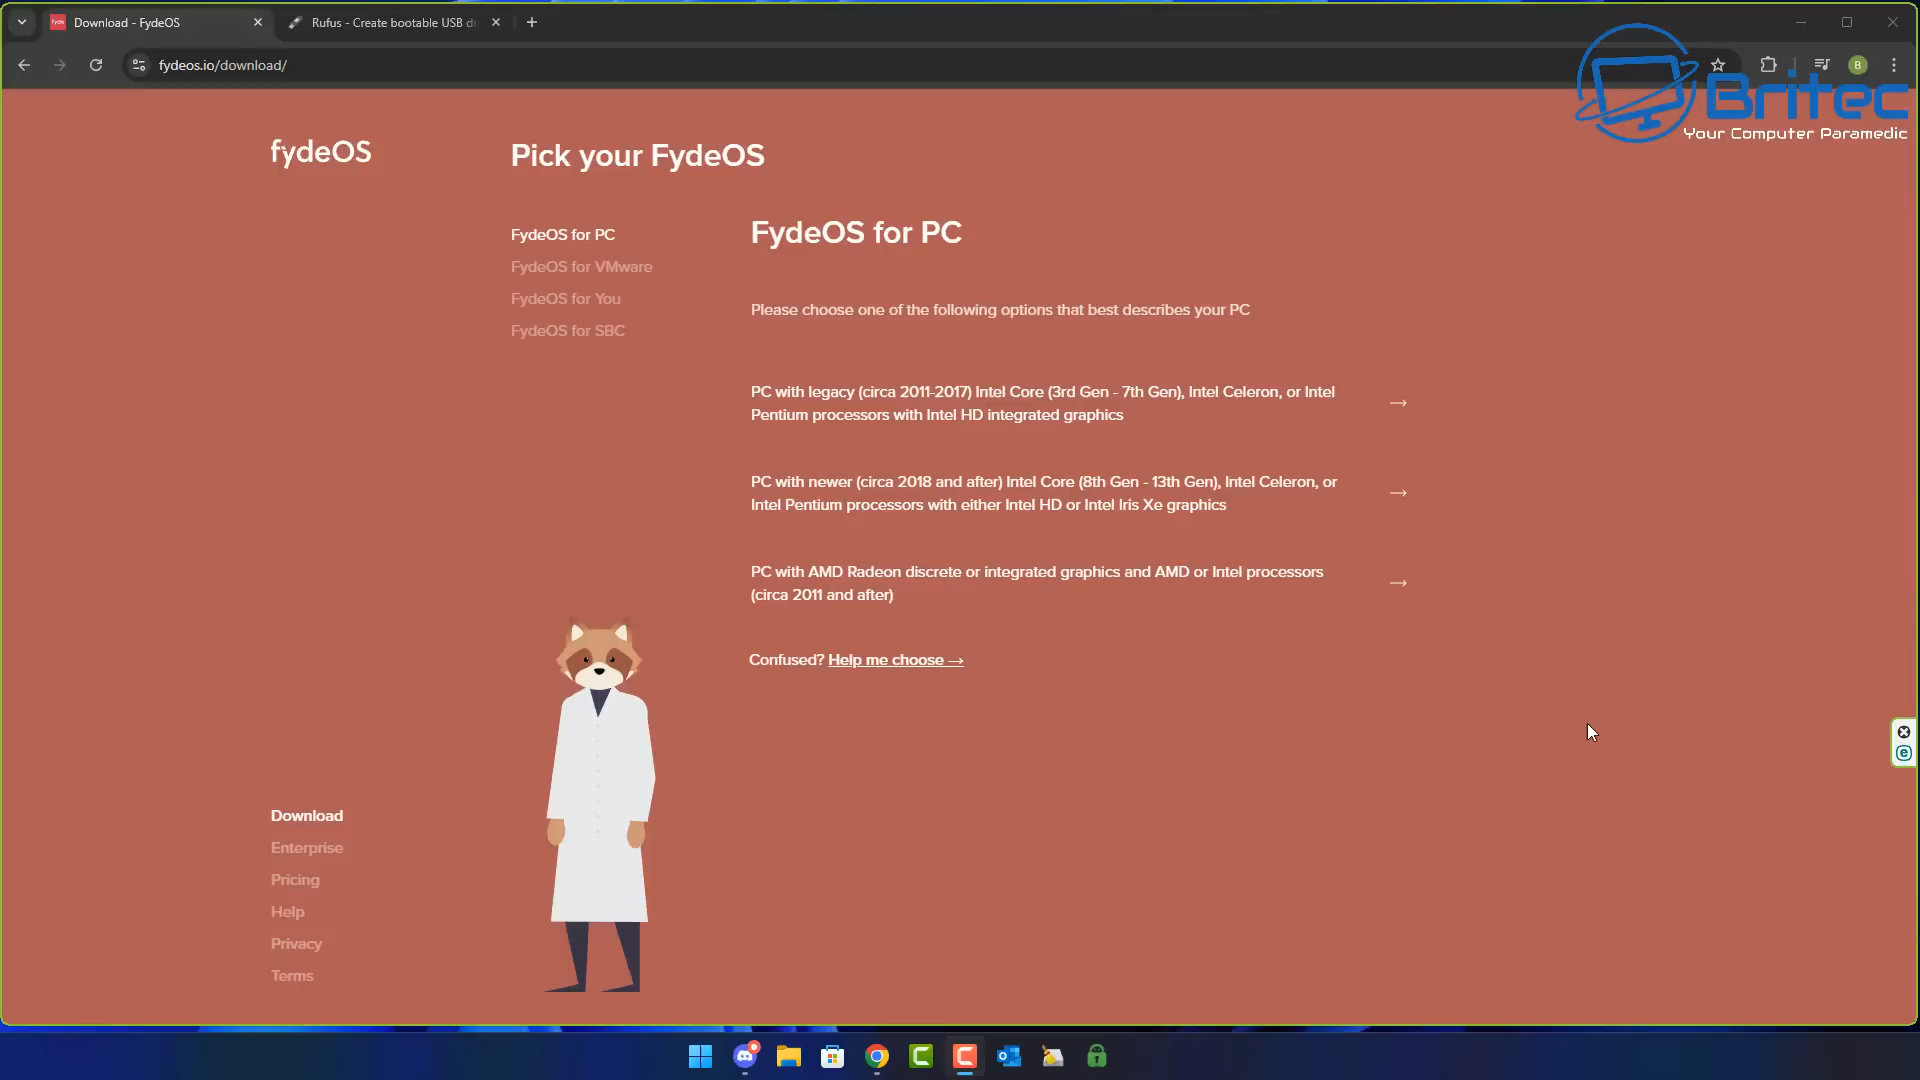 Download - FydeOS
Rufus - Create bootable USB d
fydeos.io/download/
B
Britec
Your Computer Paramedic
fydeOS
Pick your FydeOS
FydeOS for PC
FydeOS for VMware
FydeOS for You
FydeOS for SBC
FydeOS for PC
Please choose one of the following options that best describes your PC
PC with legacy (circa 2011-2017) Intel Core (3rd Gen - 7th Gen), Intel Celeron, or Intel
Pentium processors with Intel HD integrated graphics
PC with newer (circa 2018 and after) Intel Core (8th Gen - 13th Gen), Intel Celeron, or
Intel Pentium processors with either Intel HD or Intel Iris Xe graphics
PC with AMD Radeon discrete or integrated graphics and AMD or Intel processors
(circa 2011 and after)
Confused? Help me choose →
Download
Enterprise
Pricing
Help
Privacy
Terms